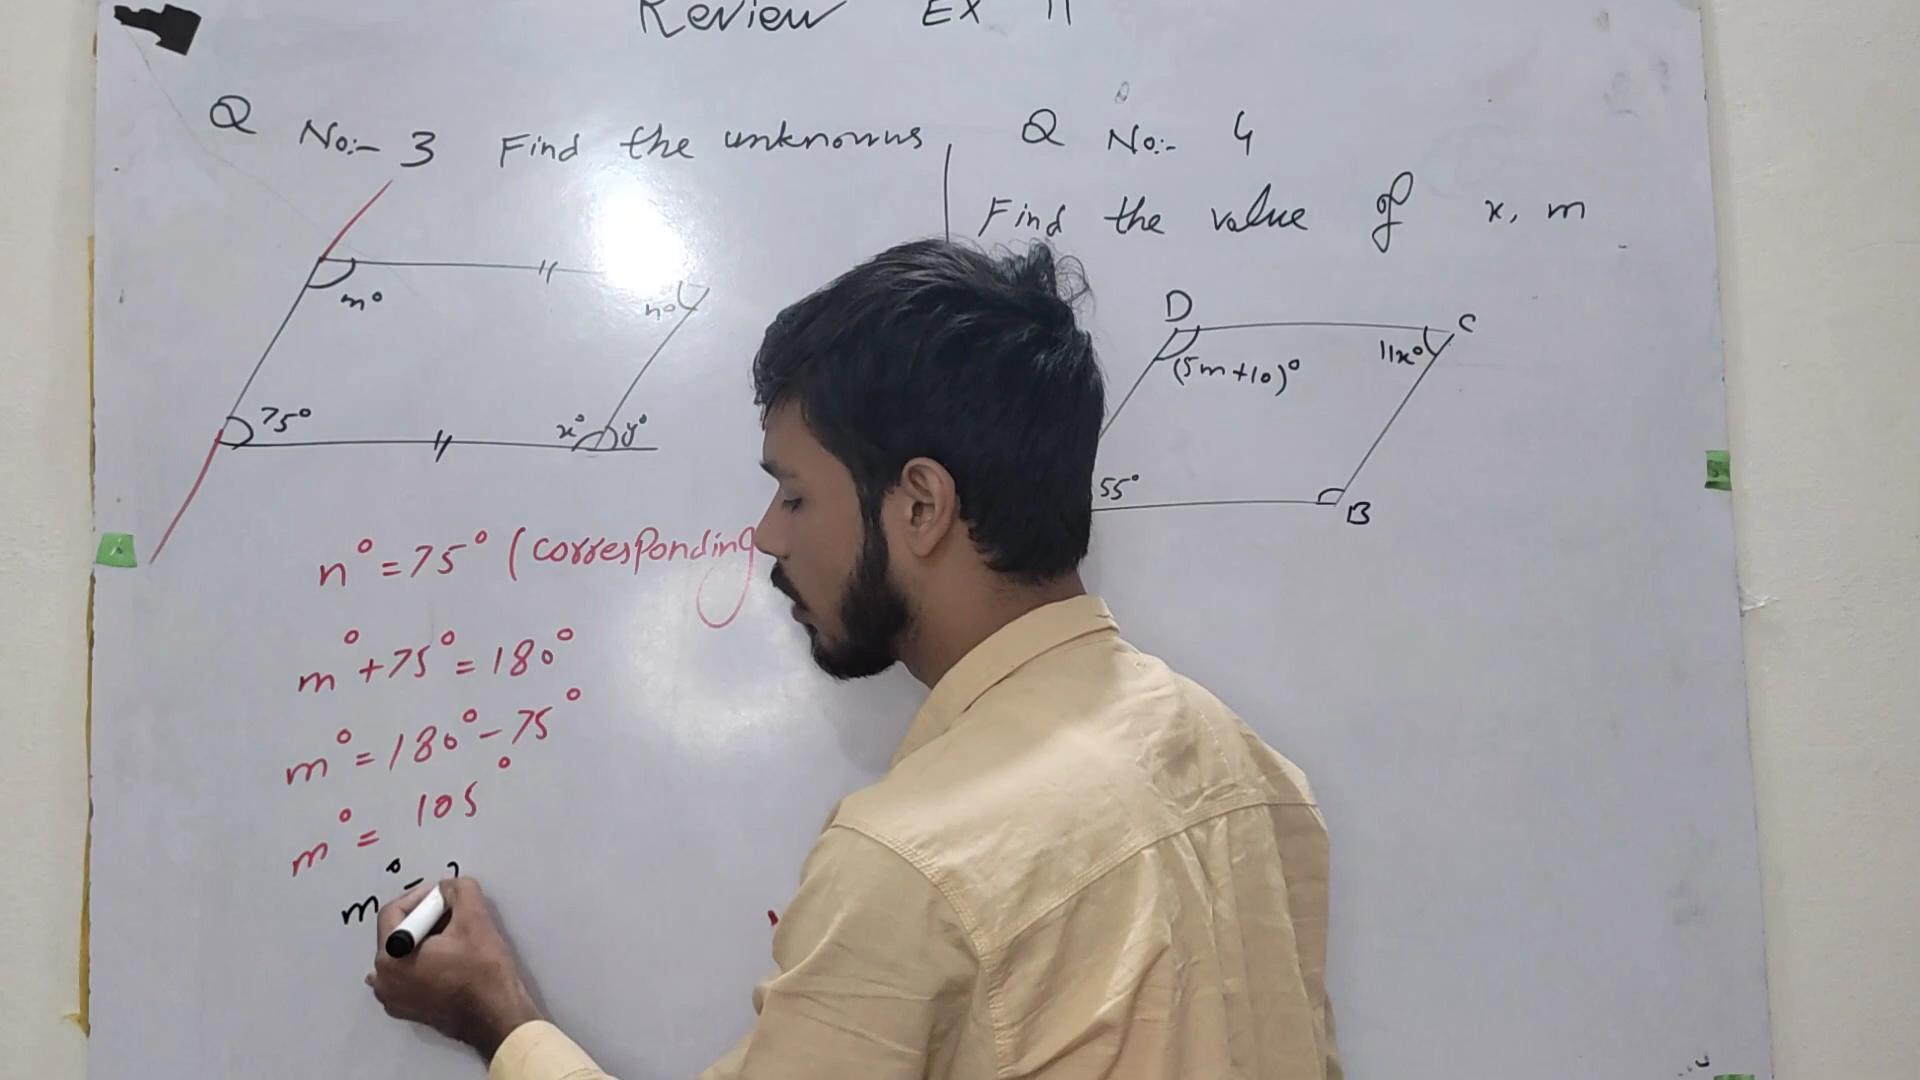 Review Ex 11
Q No:- 3 Find the unknowns
m°
n°
75°
x° y°
n° = 75° (corresponding
m° + 75° = 180°
m° = 180° - 75°
m° = 105°
m° =
Q No:- 4
Find the value of x, m
D
C
(5m+10)°
11x°
55°
B